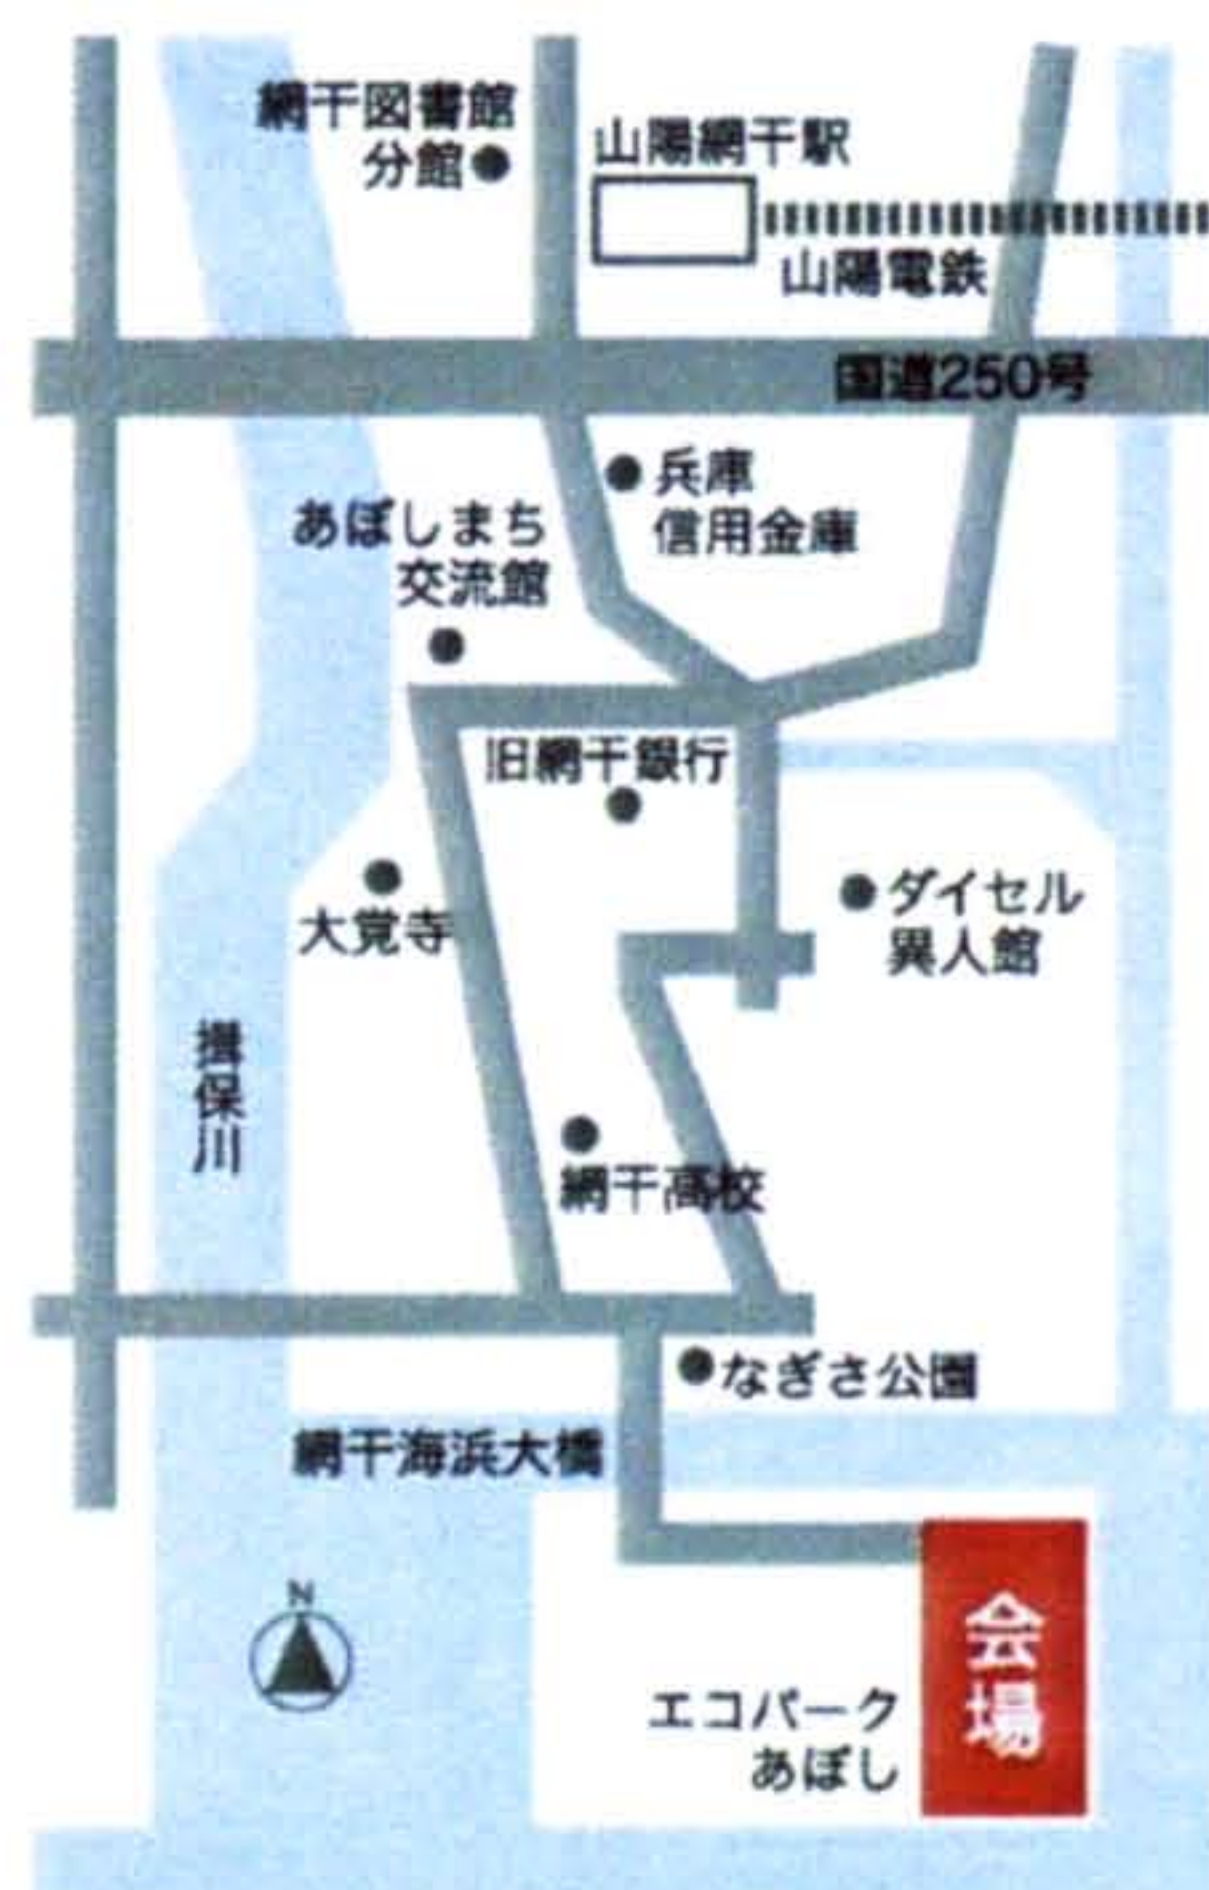 網干図書館
分館
山陽網干駅
山陽電鉄
国道250号
兵庫
信用金庫
あぼしまち
交流館
旧網干銀行
大覚寺
ダイセル
異人館
揖保川
網干高校
なぎさ公園
網干海浜大橋
N
会場
エコパーク
あぼし